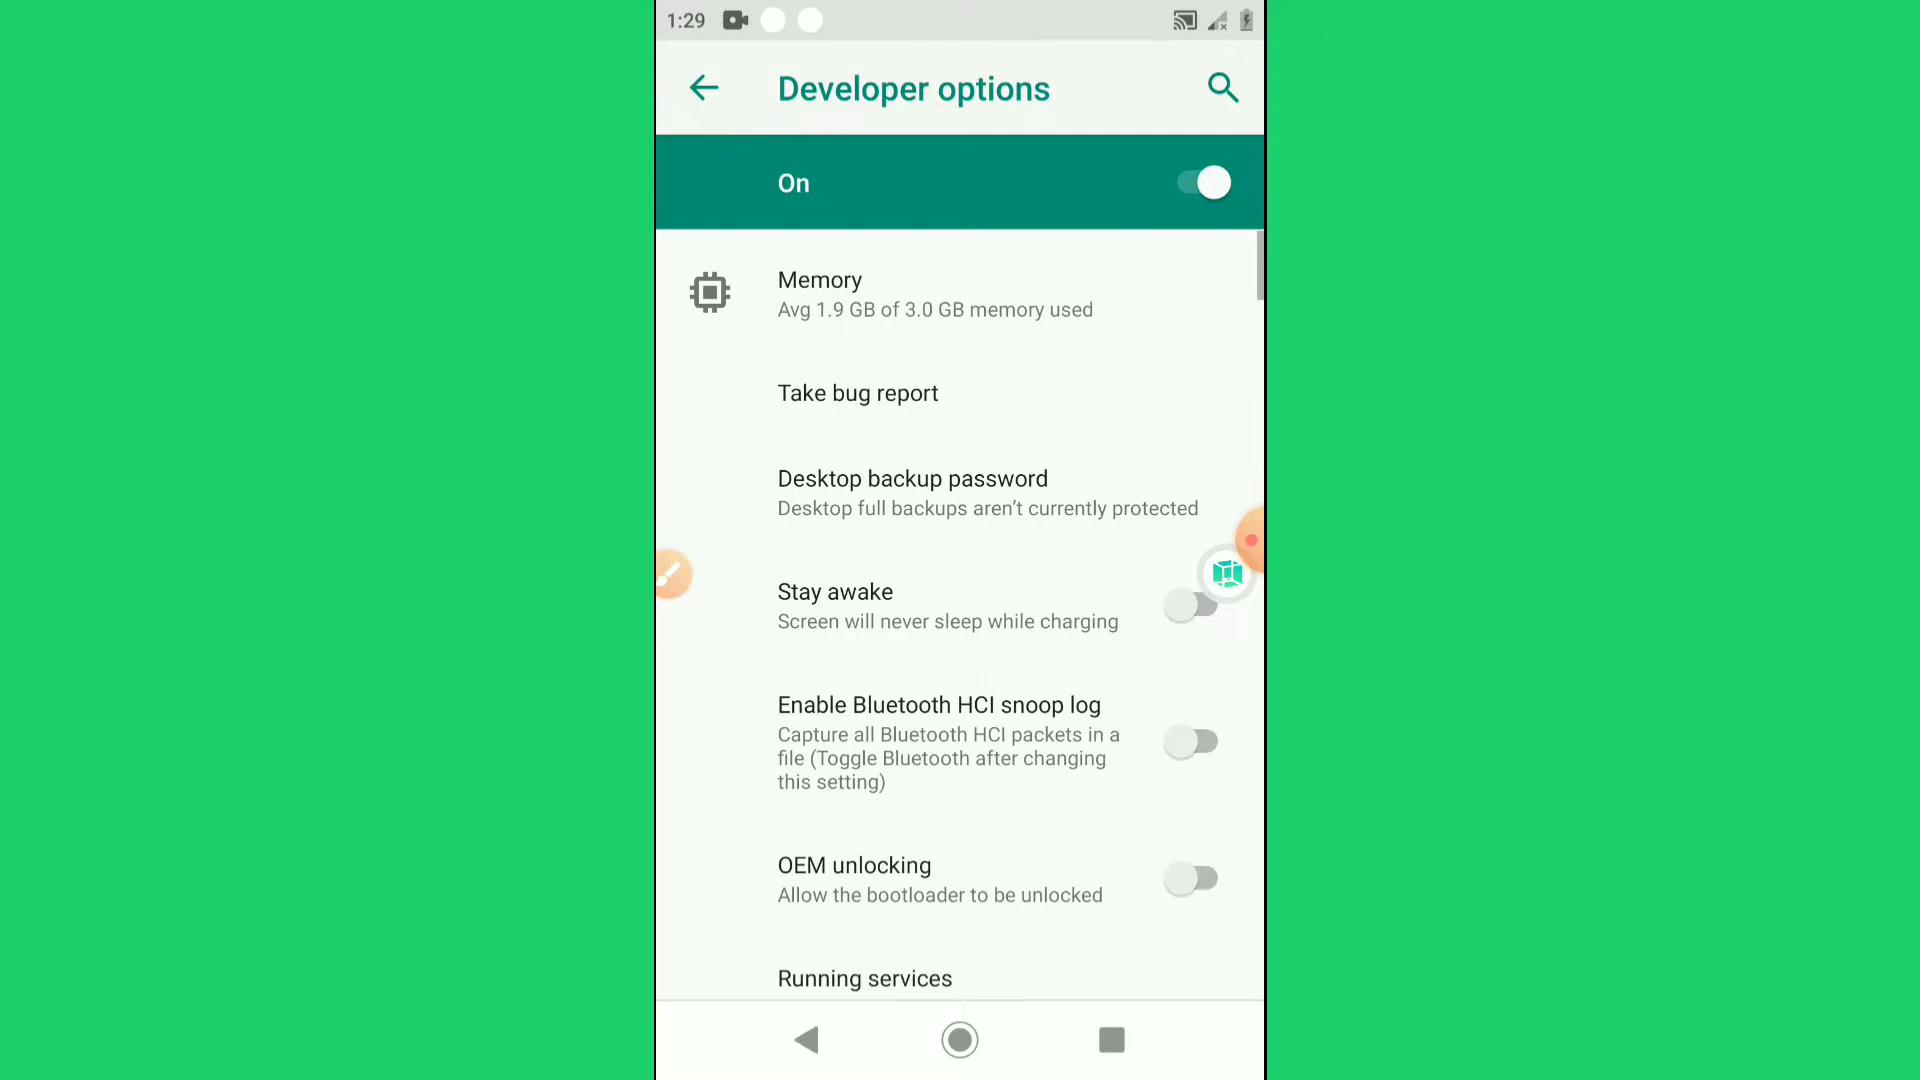 1:29
Developer options
On
Memory
Avg 1.9 GB of 3.0 GB memory used
Take bug report
Desktop backup password
Desktop full backups aren’t currently protected
Stay awake
Screen will never sleep while charging
Enable Bluetooth HCI snoop log
Capture all Bluetooth HCI packets in a
file (Toggle Bluetooth after changing
this setting)
OEM unlocking
Allow the bootloader to be unlocked
Running services